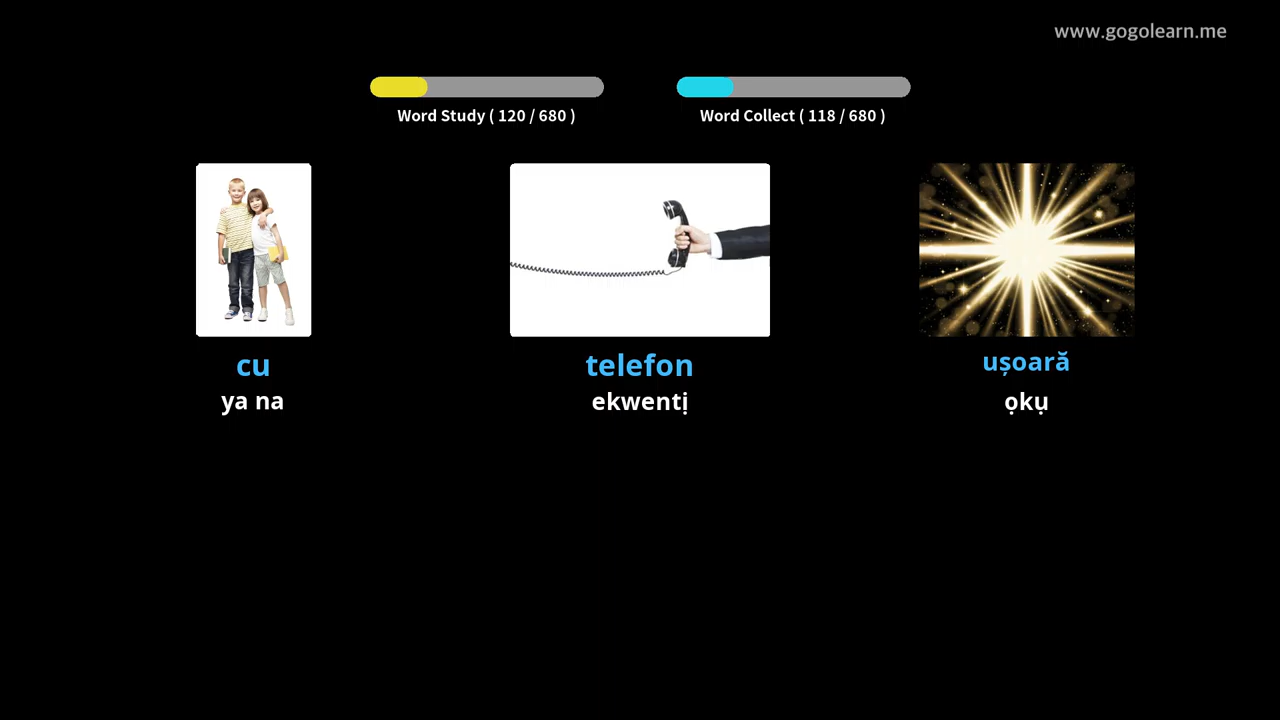 www.gogolearn.me
Word Study ( 120 / 680 )
Word Collect ( 118 / 680 )
cu
ya na
telefon
ekwentị
ușoară
ọkụ